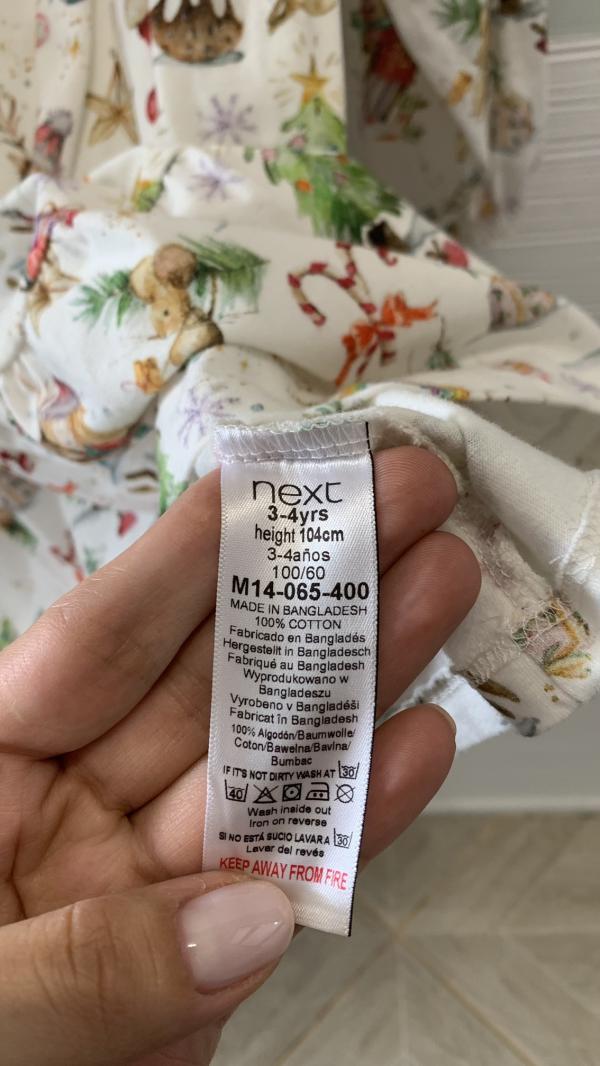 next
3-4yrs
height 104cm
3-4años
100/60
M14-065-400
MADE IN BANGLADESH
100% COTTON
Fabricado en Bangladés
Hergestellt in Bangladesch
Fabriqué au Bangladesh
Wyprodukowano w
Bangladeszu
Vyrobeno v Bangladéši
Fabricat în Bangladesh
100% Algodón/Baumwolle/
Coton/Bawełna/Bavlna/
Bumbac
IF IT'S NOT DIRTY WASH AT 30
40
Wash inside out
Iron on reverse
SI NO ESTÁ SUCIO LAVAR A 30
Lavar del revés
KEEP AWAY FROM FIRE